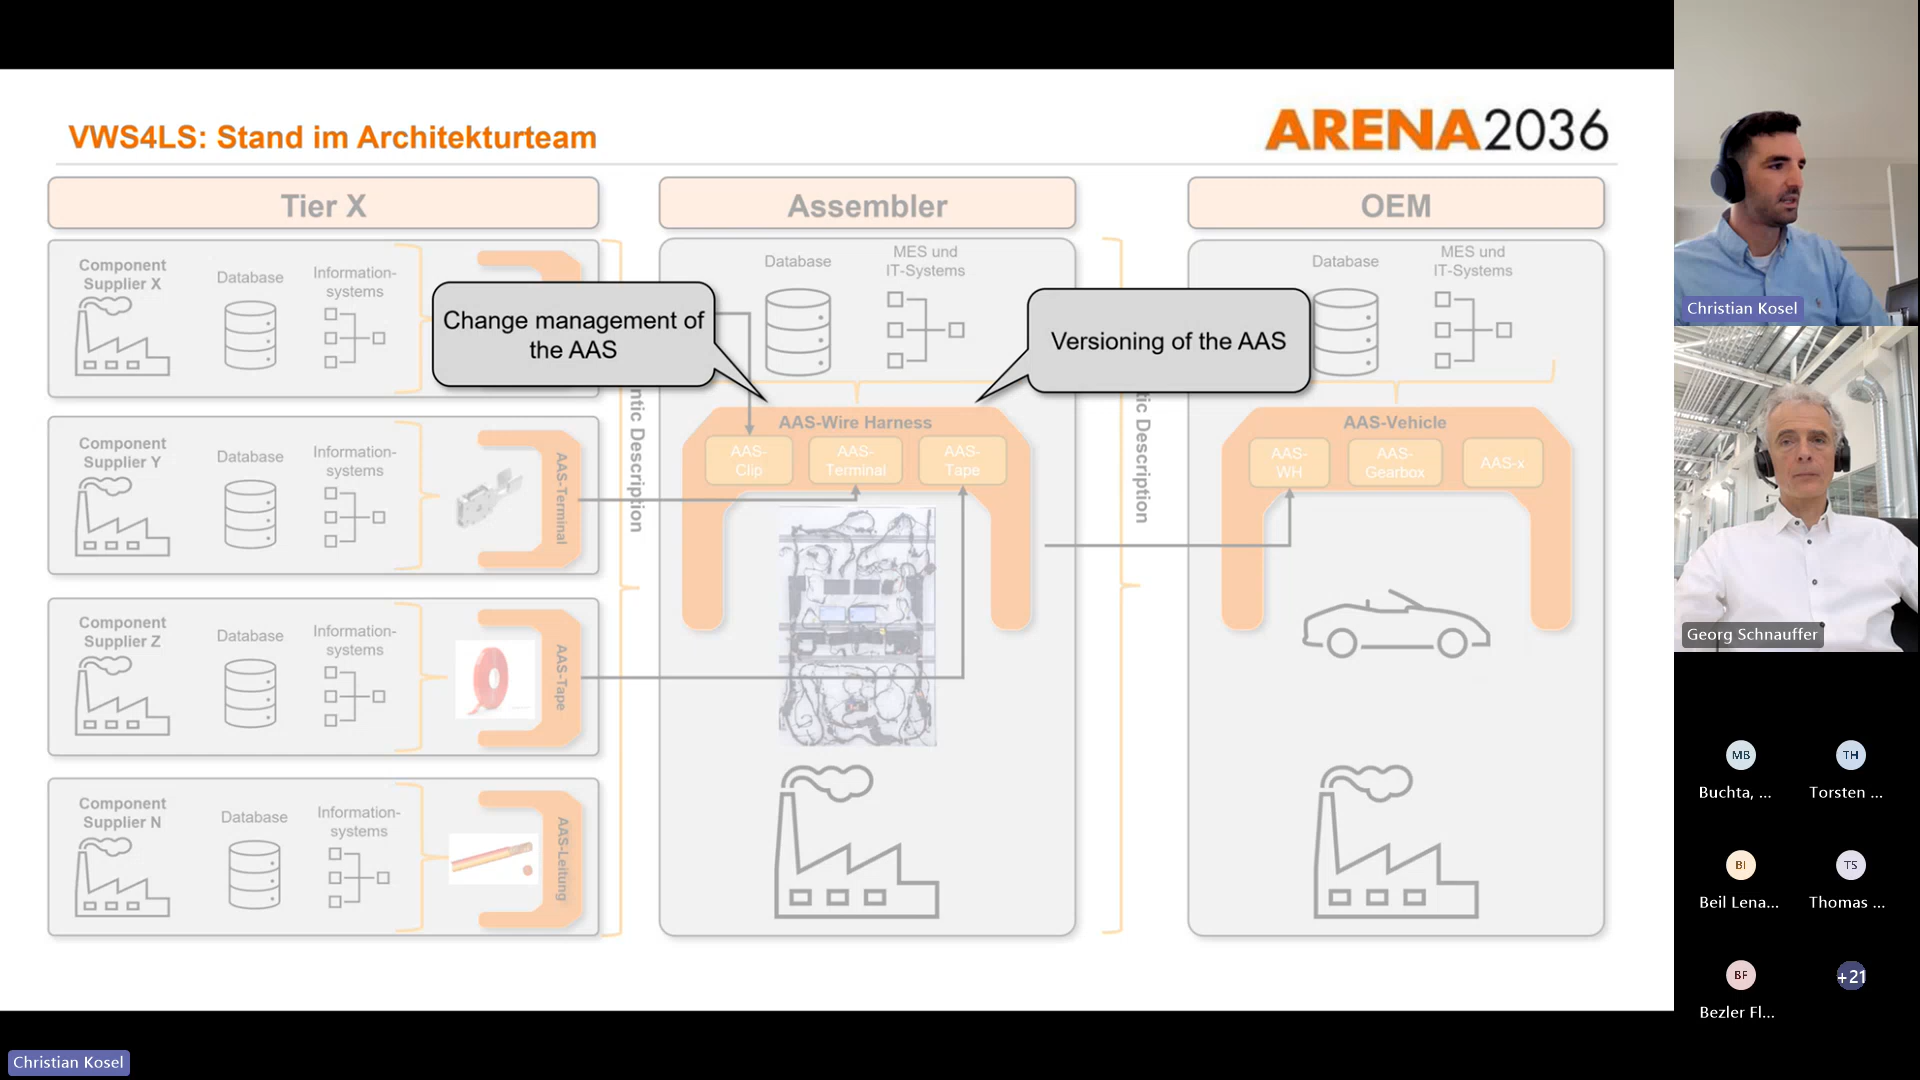 VWS4LS: Stand im Architekturteam
ARENA2036
Tier X
Assembler
OEM
Component
Supplier X
Database
Information-
systems
Change management of
the AAS
Database
MES und
IT-Systems
Versioning of the AAS
Database
MES und
IT-Systems
Component
Supplier Y
Database
Information-
systems
AAS-Terminal
ntic Description
AAS-Wire Harness
AAS-
Clip
AAS-
Terminal
AAS-
Tape
tic Description
AAS-Vehicle
AAS-
WH
AAS-
Gearbox
AAS-x
Component
Supplier Z
Database
Information-
systems
AAS-Tape
Component
Supplier N
Database
Information-
systems
AAS-Leitung
Christian Kosel
Georg Schnauffer
MB
Buchta, ...
TH
Torsten ...
BI
Beil Lena...
TS
Thomas ...
BF
Bezler Fl...
+21
Christian Kosel